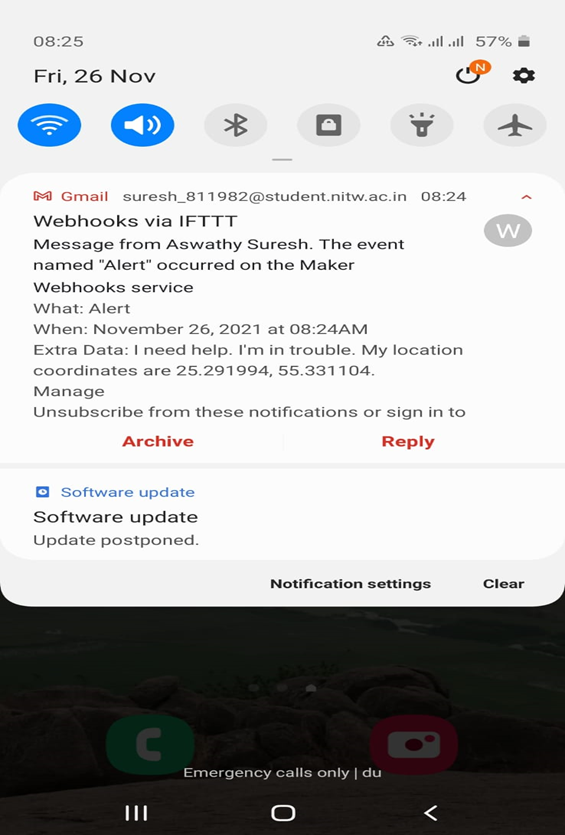 08:25 57%
Fri, 26 Nov N
Gmail suresh_811982@student.nitw.ac.in 08:24
Webhooks via IFTTT
W
Message from Aswathy Suresh. The event
named "Alert" occurred on the Maker
Webhooks service
What: Alert
When: November 26, 2021 at 08:24AM
Extra Data: I need help. I'm in trouble. My location
coordinates are 25.291994, 55.331104.
Manage
Unsubscribe from these notifications or sign in to
Archive Reply
Software update
Software update
Update postponed.
Notification settings Clear
Emergency calls only | du